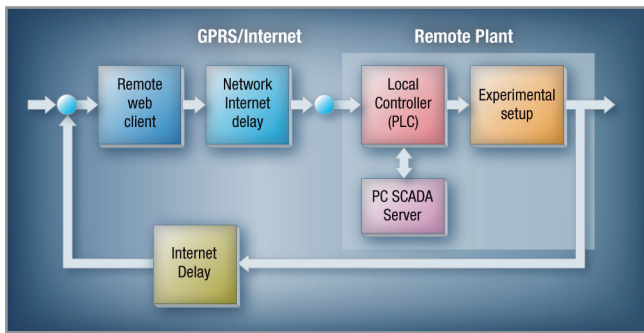 GPRS/Internet
Remote Plant
Remote
web
client
Network
Internet
delay
Local
Controller
(PLC)
Experimental
setup
PC SCADA
Server
Internet
Delay